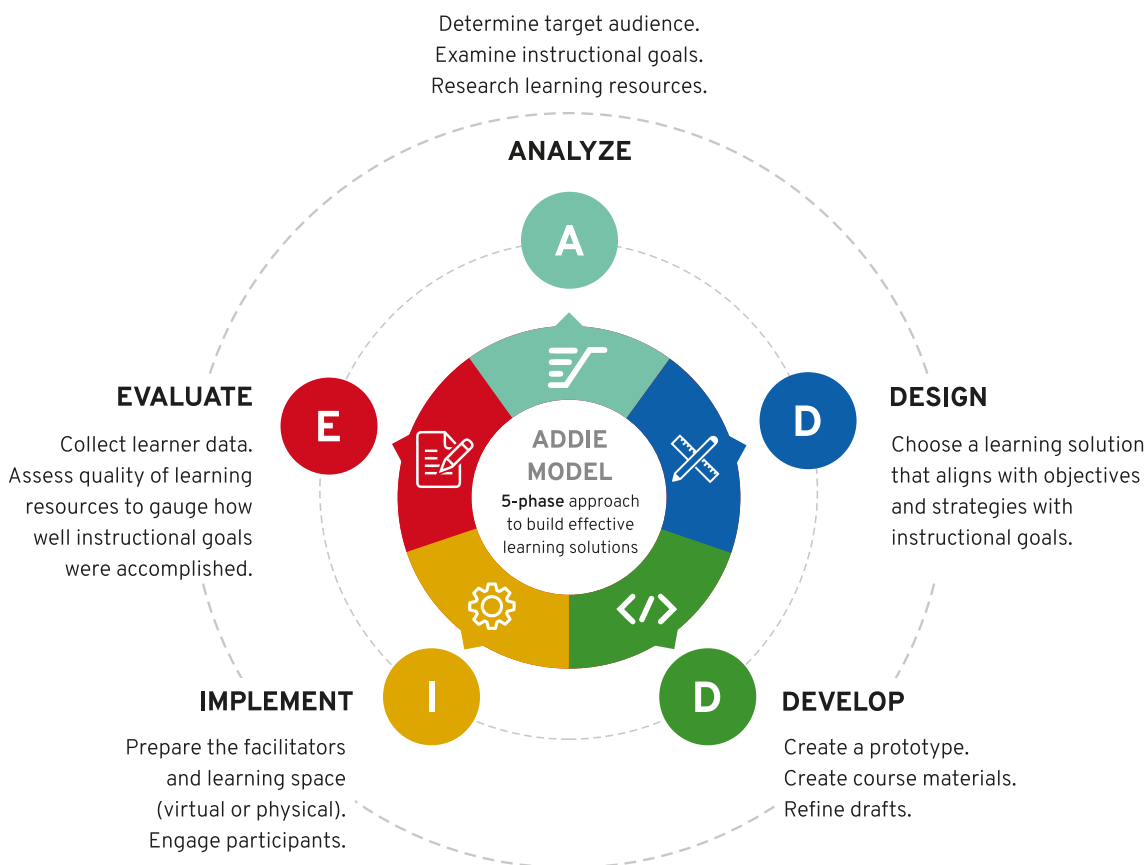 Determine target audience.
Examine instructional goals.
Research learning resources.
ANALYZE
A
D
DESIGN
Choose a learning solution
that aligns with objectives
and strategies with
instructional goals.
D
DEVELOP
Create a prototype.
Create course materials.
Refine drafts.
I
IMPLEMENT
Prepare the facilitators
and learning space
(virtual or physical).
Engage participants.
E
EVALUATE
Collect learner data.
Assess quality of learning
resources to gauge how
well instructional goals
were accomplished.
ADDIE
MODEL
5-phase approach
to build effective
learning solutions